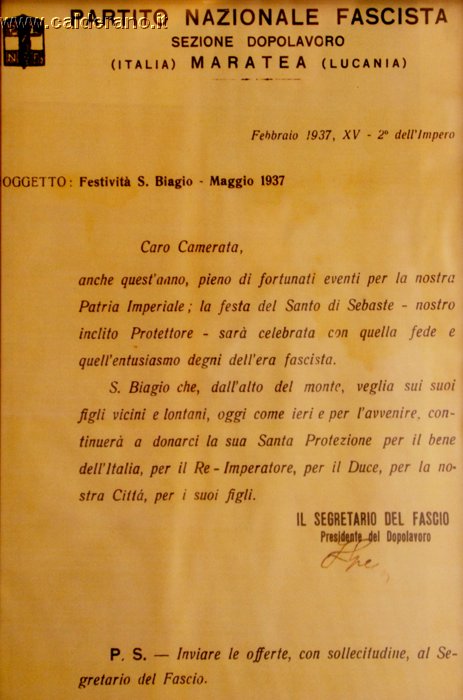 www.calderano.it
PARTITO NAZIONALE FASCISTA
SEZIONE DOPOLAVORO
(ITALIA) MARATEA (LUCANIA)
Febbraio 1937, XV - 2° dell'Impero
OGGETTO: Festività S. Biagio - Maggio 1937
Caro Camerata,
anche quest'anno, pieno di fortunati eventi per la nostra
Patria Imperiale; la festa del Santo di Sebaste - nostro
inclito Protettore - sarà celebrata con quella fede e
quell'entusiasmo degni dell'era fascista.
S. Biagio che, dall'alto del monte, veglia sui suoi
figli vicini e lontani, oggi come ieri e per l'avvenire, con-
tinuerà a donarci la sua Santa Protezione per il bene
dell'Italia, per il Re-Imperatore, per il Duce, per la no-
stra Città, per i suoi figli.
IL SEGRETARIO DEL FASCIO
Presidente del Dopolavoro
P. S. — Inviare le offerte, con sollecitudine, al Se-
gretario del Fascio.